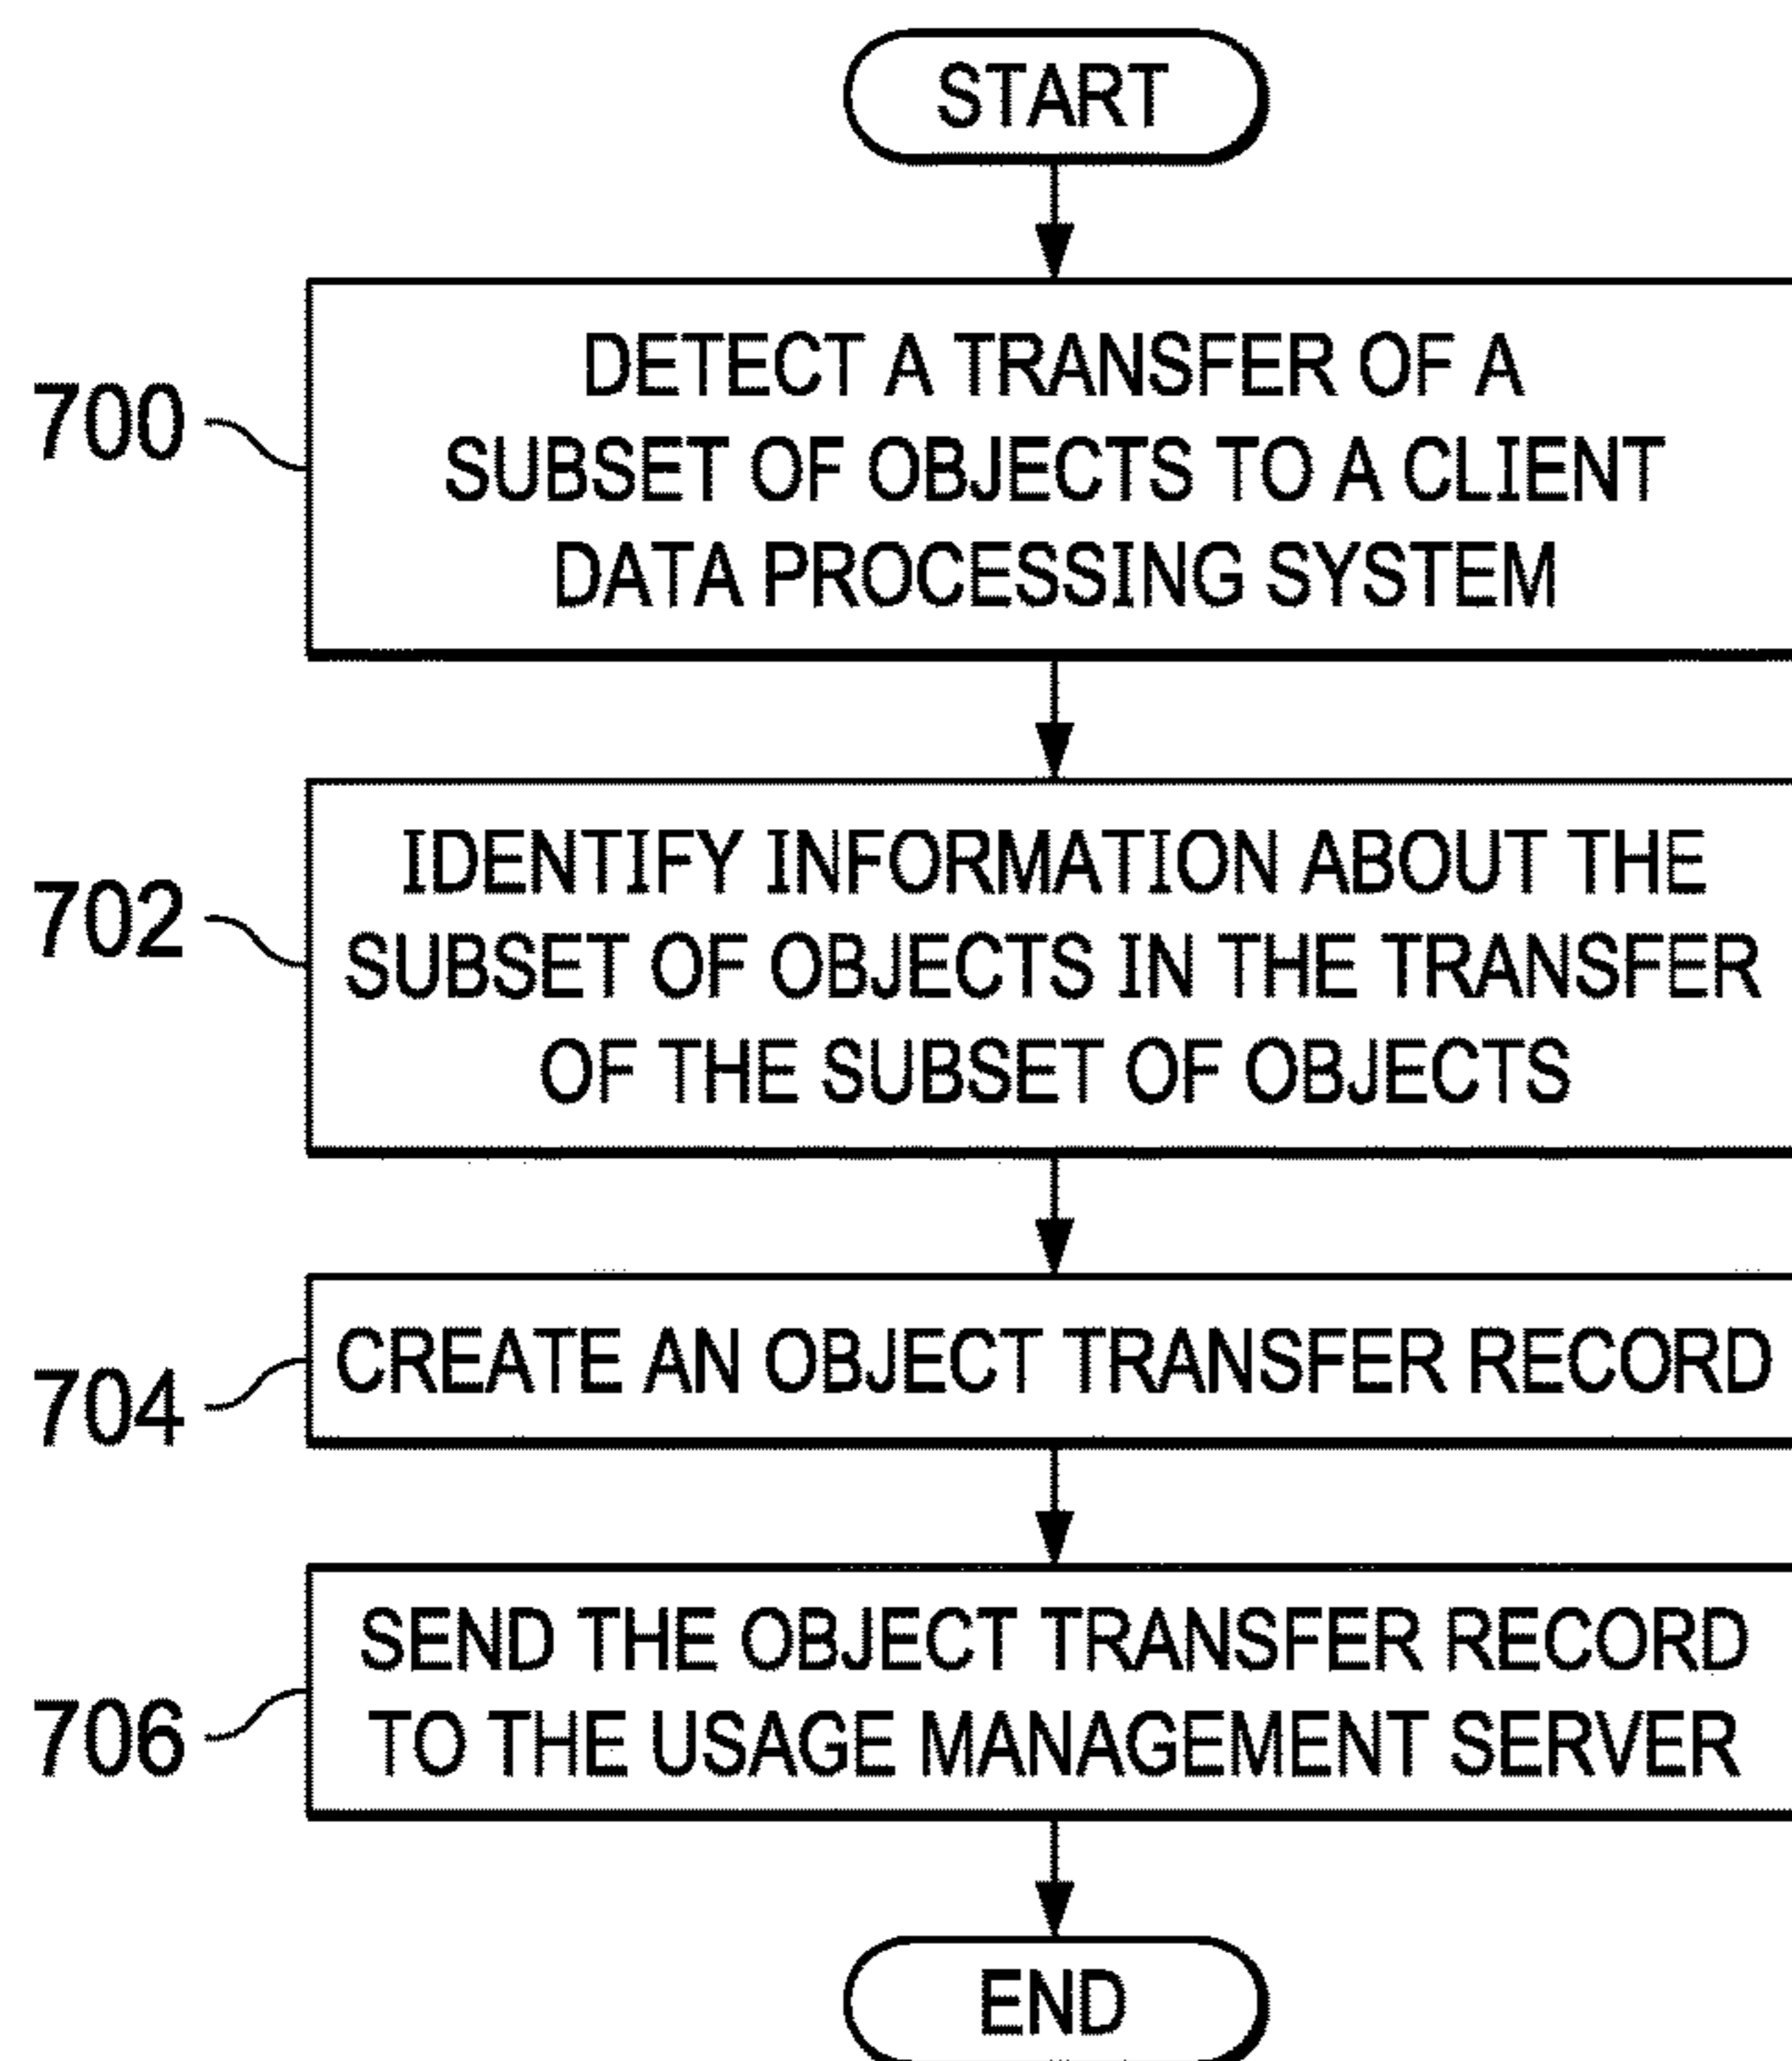 START
700
DETECT A TRANSFER OF A
SUBSET OF OBJECTS TO A CLIENT
DATA PROCESSING SYSTEM
702
IDENTIFY INFORMATION ABOUT THE
SUBSET OF OBJECTS IN THE TRANSFER
OF THE SUBSET OF OBJECTS
704
CREATE AN OBJECT TRANSFER RECORD
706
SEND THE OBJECT TRANSFER RECORD
TO THE USAGE MANAGEMENT SERVER
END